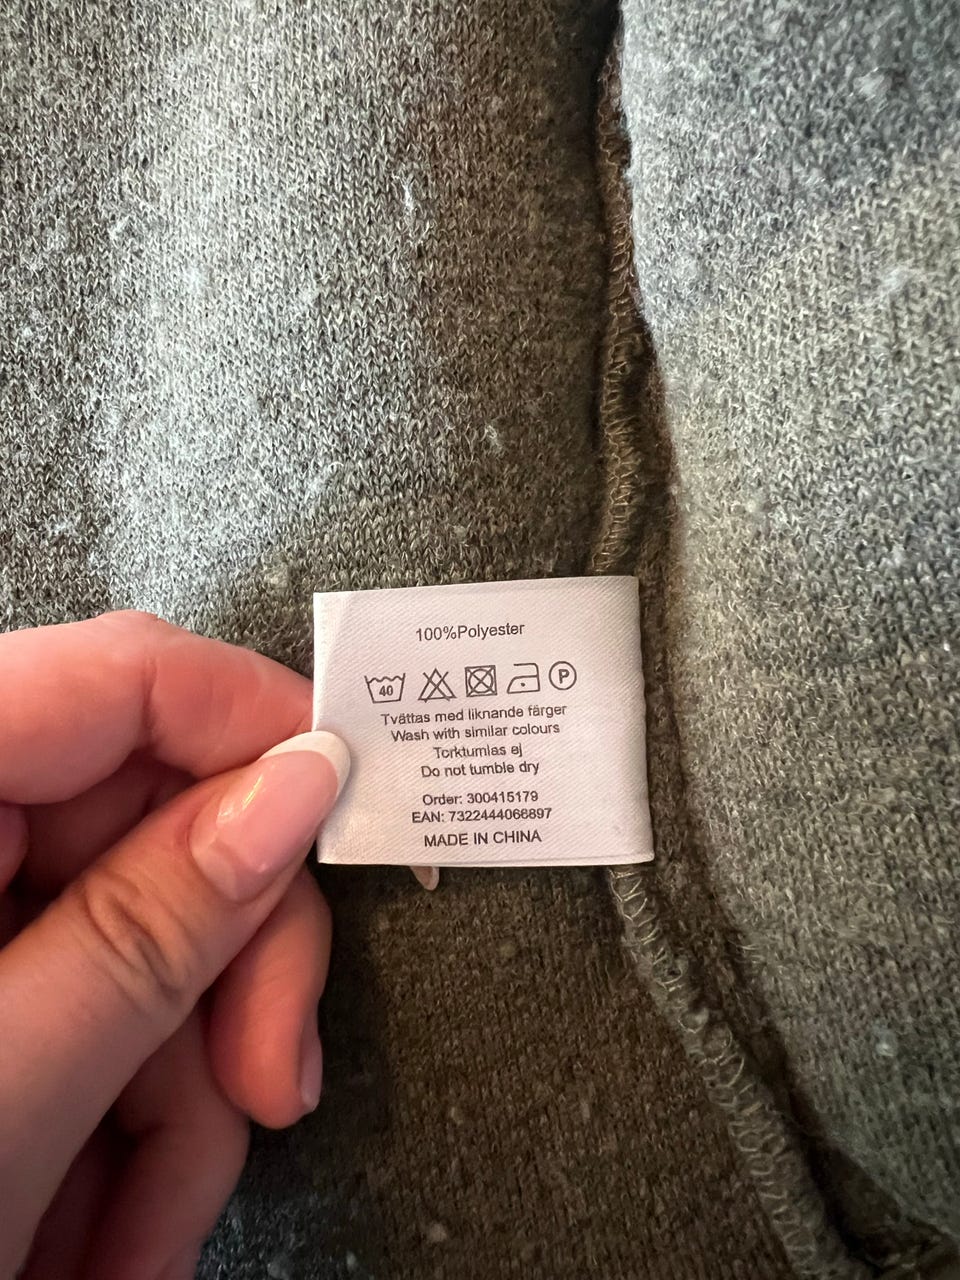 100%Polyester
40 P
Tvättas med liknande färger
Wash with similar colours
Torktumlas ej
Do not tumble dry
Order: 300415179
EAN: 7322444066897
MADE IN CHINA